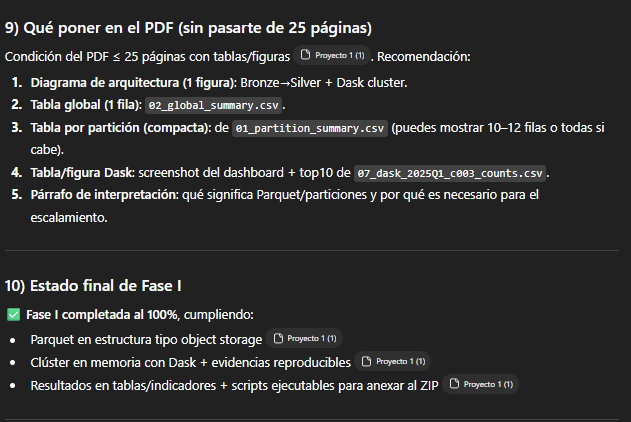 9) Qué poner en el PDF (sin pasarte de 25 páginas)
Condición del PDF ≤ 25 páginas con tablas/figuras Proyecto 1 (1) . Recomendación:
1. Diagrama de arquitectura (1 figura): Bronze→Silver + Dask cluster.
2. Tabla global (1 fila): 02_global_summary.csv.
3. Tabla por partición (compacta): de 01_partition_summary.csv (puedes mostrar 10–12 filas o todas si
cabe).
4. Tabla/figura Dask: screenshot del dashboard + top10 de 07_dask_2025Q1_c003_counts.csv.
5. Párrafo de interpretación: qué significa Parquet/particiones y por qué es necesario para el
escalamiento.
10) Estado final de Fase I
✅ Fase I completada al 100%, cumpliendo:
• Parquet en estructura tipo object storage Proyecto 1 (1)
• Clúster en memoria con Dask + evidencias reproducibles Proyecto 1 (1)
• Resultados en tablas/indicadores + scripts ejecutables para anexar al ZIP Proyecto 1 (1)